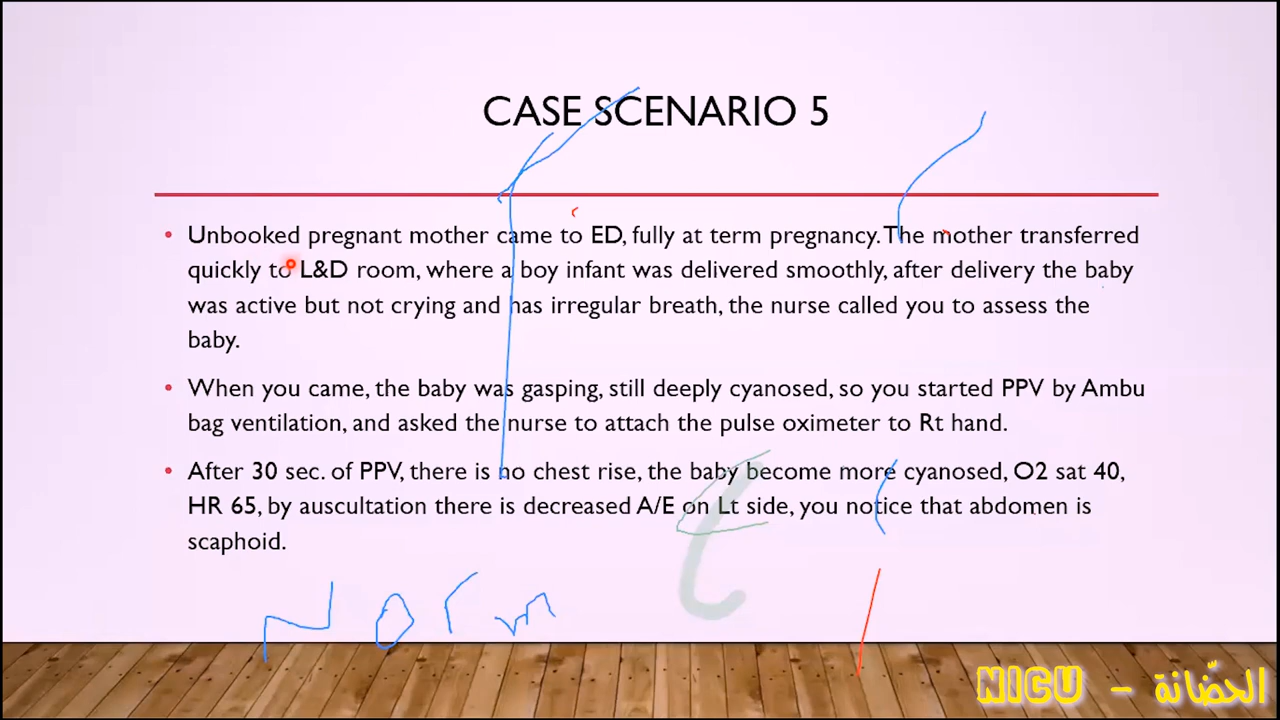 CASE SCENARIO 5
• Unbooked pregnant mother came to ED, fully at term pregnancy. The mother transferred
quickly to L&D room, where a boy infant was delivered smoothly, after delivery the baby
was active but not crying and has irregular breath, the nurse called you to assess the
baby.
• When you came, the baby was gasping, still deeply cyanosed, so you started PPV by Ambu
bag ventilation, and asked the nurse to attach the pulse oximeter to Rt hand.
• After 30 sec. of PPV, there is no chest rise, the baby become more cyanosed, O2 sat 40,
HR 65, by auscultation there is decreased A/E on Lt side, you notice that abdomen is
scaphoid.
Norm
NICU - الحضّانة